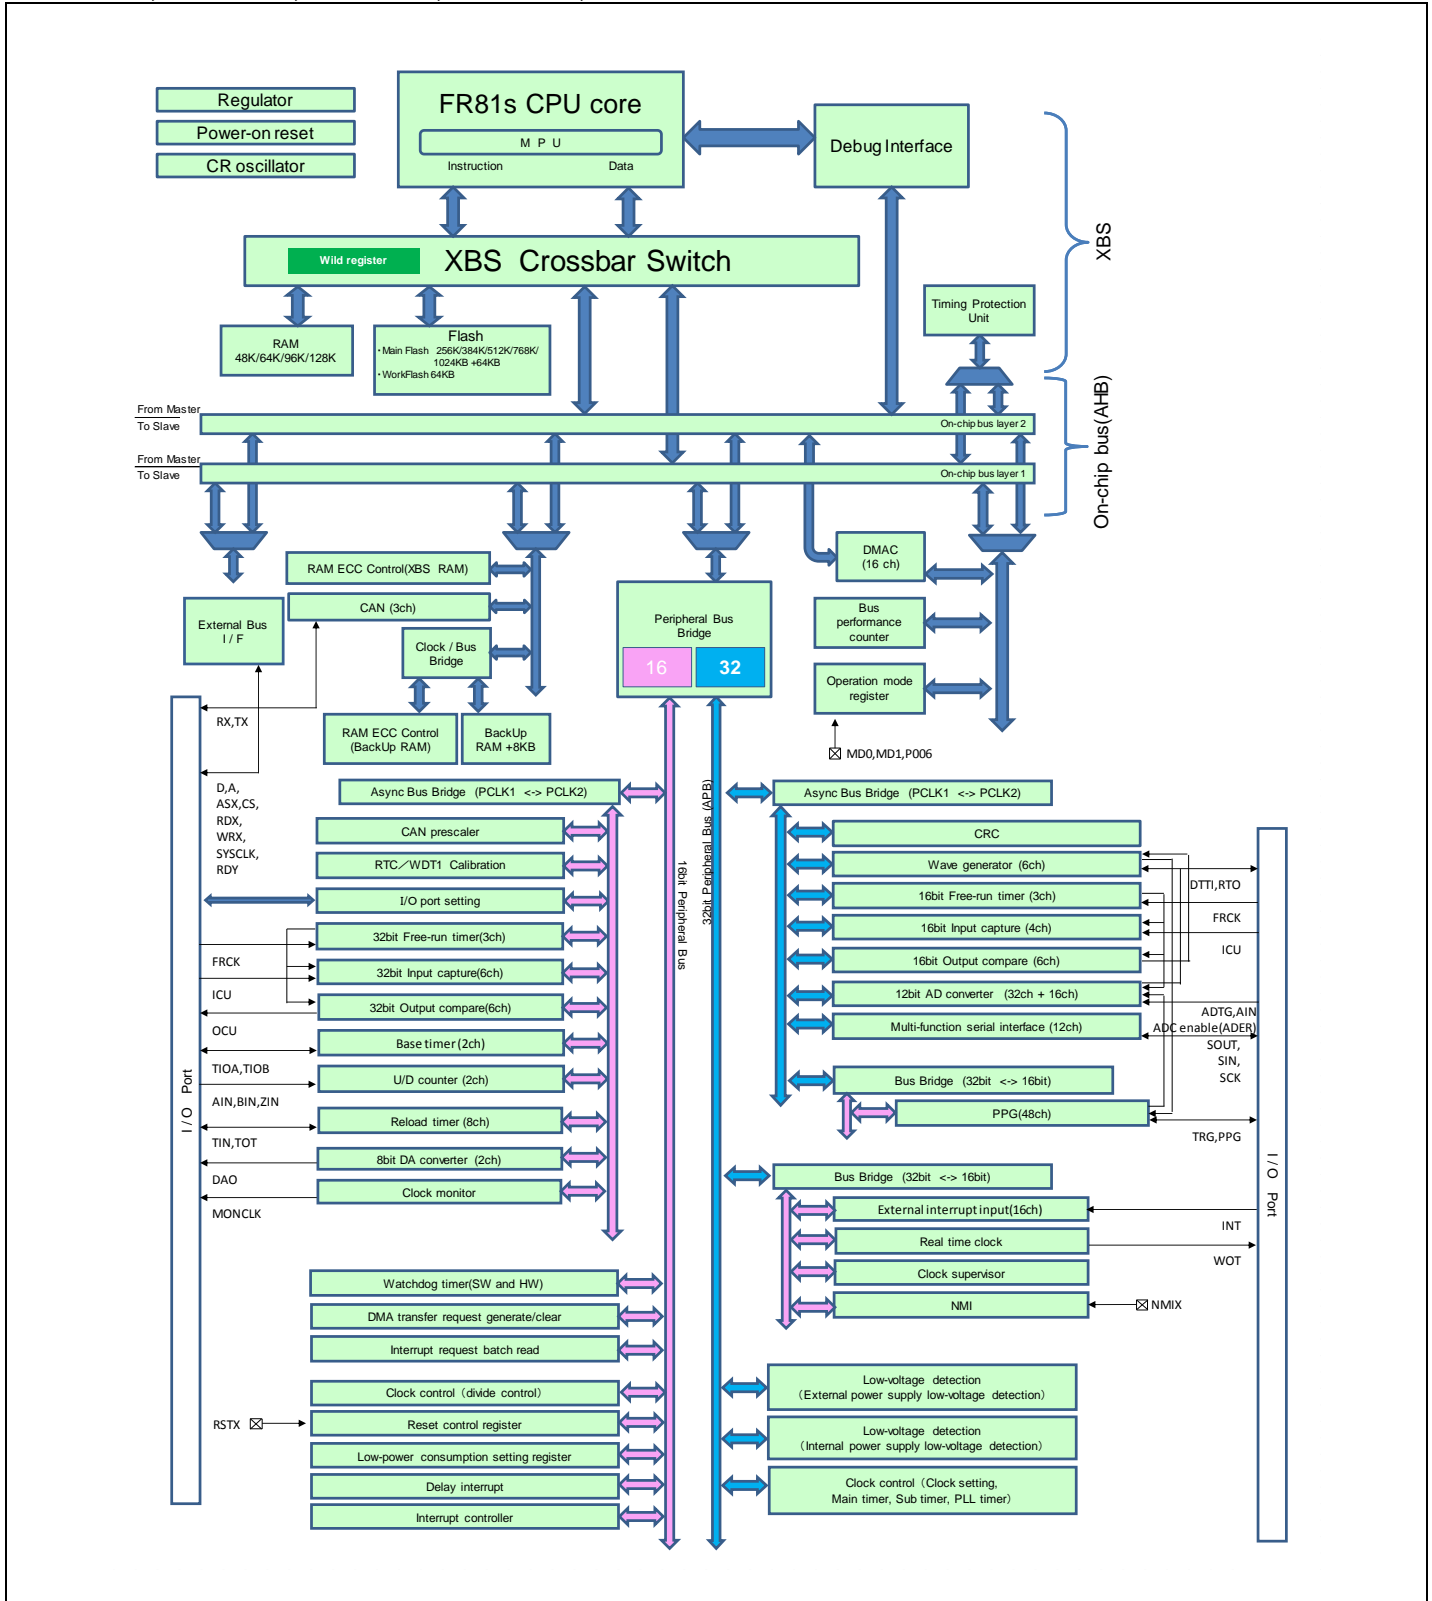 Regulator
Power-on reset
CR oscillator
FR81s CPU core
M P U
Instruction
Data
Debug Interface
XBS
Wild register
XBS Crossbar Switch
Timing Protection
Unit
RAM
48K/64K/96K/128K
Flash
・Main Flash 256K/384K/512K/768K/
1024KB +64KB
・WorkFlash 64KB
On-chip bus(AHB)
From Master
To Slave
On-chip bus layer 2
From Master
To Slave
On-chip bus layer 1
RAM ECC Control(XBS RAM)
CAN (3ch)
External Bus
I / F
Clock / Bus
Bridge
RAM ECC Control
(BackUp RAM)
BackUp
RAM +8KB
Peripheral Bus
Bridge
16
32
DMAC
(16 ch)
Bus
performance
counter
Operation mode
register
MD0,MD1,P006
RX,TX
D,A,
ASX,CS,
RDX,
WRX,
SYSCLK,
RDY
I / O Port
16bit Peripheral Bus
32bit Peripheral Bus (APB)
Async Bus Bridge (PCLK1 <-> PCLK2)
CAN prescaler
RTC／WDT1 Calibration
I/O port setting
32bit Free-run timer(3ch)
FRCK
32bit Input capture(6ch)
ICU
32bit Output compare(6ch)
OCU
Base timer (2ch)
TIOA,TIOB
U/D counter (2ch)
AIN,BIN,ZIN
Reload timer (8ch)
TIN,TOT
8bit DA converter (2ch)
DAO
Clock monitor
MONCLK
Watchdog timer(SW and HW)
DMA transfer request generate/clear
Interrupt request batch read
Clock control（divide control）
RSTX
Reset control register
Low-power consumption setting register
Delay interrupt
Interrupt controller
Async Bus Bridge (PCLK1 <-> PCLK2)
CRC
Wave generator (6ch)
DTTI,RTO
16bit Free-run timer (3ch)
FRCK
16bit Input capture (4ch)
ICU
16bit Output compare (6ch)
12bit AD converter (32ch + 16ch)
ADTG,AIN
ADC enable(ADER)
Multi-function serial interface (12ch)
SOUT,
SIN,
SCK
Bus Bridge (32bit <-> 16bit)
PPG(48ch)
TRG,PPG
I / O Port
Bus Bridge (32bit <-> 16bit)
External interrupt input(16ch)
INT
Real time clock
WOT
Clock supervisor
NMI
NMIX
Low-voltage detection
（External power supply low-voltage detection）
Low-voltage detection
（Internal power supply low-voltage detection）
Clock control（Clock setting,
Main timer, Sub timer, PLL timer）